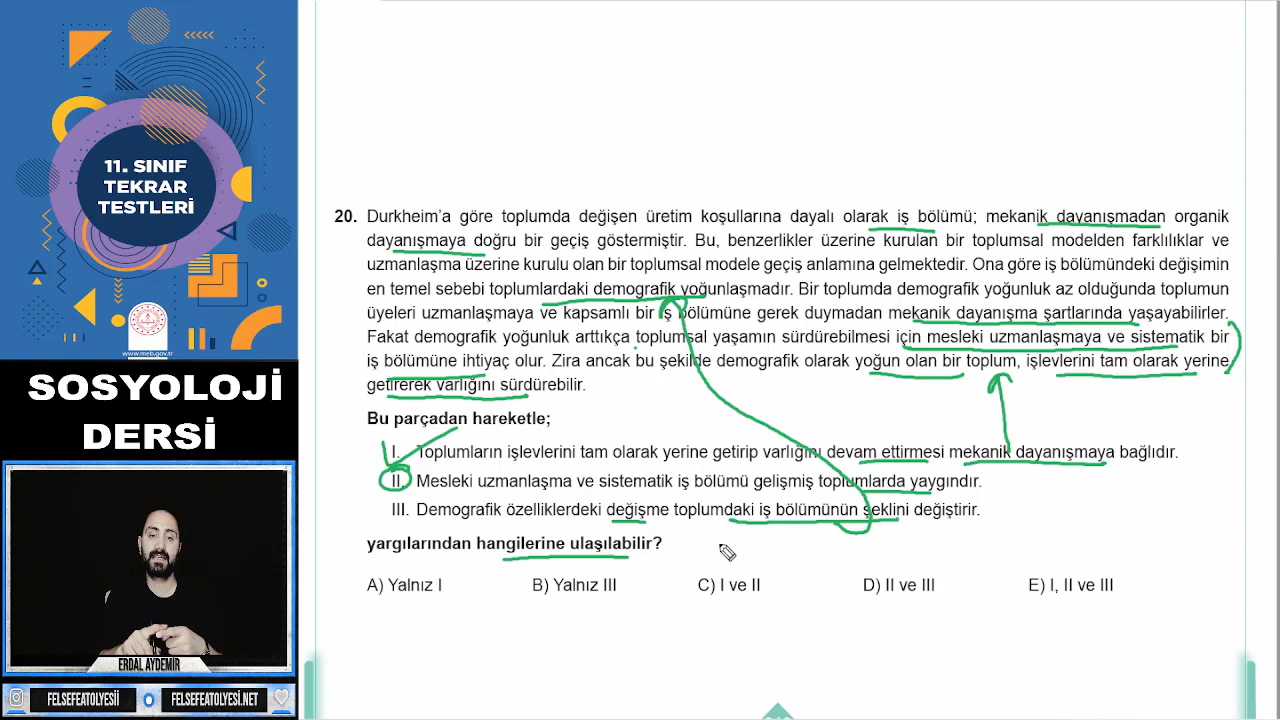 11. SINIF
TEKRAR
TESTLERİ
www.meb.gov.tr
SOSYOLOJİ
DERSİ
ERDAL AYDEMİR
FELSEFEATOLYESİİ
FELSEFEATOLYESİ.NET
20. Durkheim'a göre toplumda değişen üretim koşullarına dayalı olarak iş bölümü; mekanik dayanışmadan organik
dayanışmaya doğru bir geçiş göstermiştir. Bu, benzerlikler üzerine kurulan bir toplumsal modelden farklılıklar ve
uzmanlaşma üzerine kurulu olan bir toplumsal modele geçiş anlamına gelmektedir. Ona göre iş bölümündeki değişimin
en temel sebebi toplumlardaki demografik yoğunlaşmadır. Bir toplumda demografik yoğunluk az olduğunda toplumun
üyeleri uzmanlaşmaya ve kapsamlı bir iş bölümüne gerek duymadan mekanik dayanışma şartlarında yaşayabilirler.
Fakat demografik yoğunluk arttıkça toplumsal yaşamın sürdürebilmesi için mesleki uzmanlaşmaya ve sistematik bir
iş bölümüne ihtiyaç olur. Zira ancak bu şekilde demografik olarak yoğun olan bir toplum, işlevlerini tam olarak yerine
getirerek varlığını sürdürebilir.
Bu parçadan hareketle;
I. Toplumların işlevlerini tam olarak yerine getirip varlığını devam ettirmesi mekanik dayanışmaya bağlıdır.
II. Mesleki uzmanlaşma ve sistematik iş bölümü gelişmiş toplumlarda yaygındır.
III. Demografik özelliklerdeki değişme toplumdaki iş bölümünün şeklini değiştirir.
yargılarından hangilerine ulaşılabilir?
A) Yalnız I B) Yalnız III C) I ve II D) II ve III E) I, II ve III